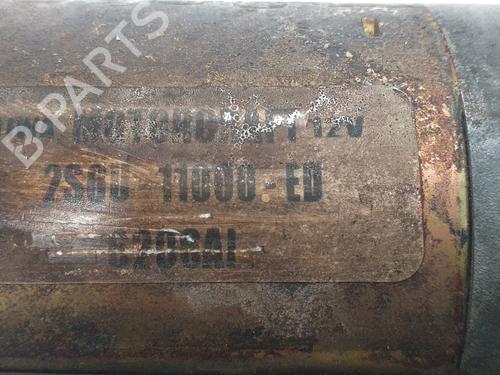 B-PARTS
MOTORCRAFT 12V
2S6U 11000-ED